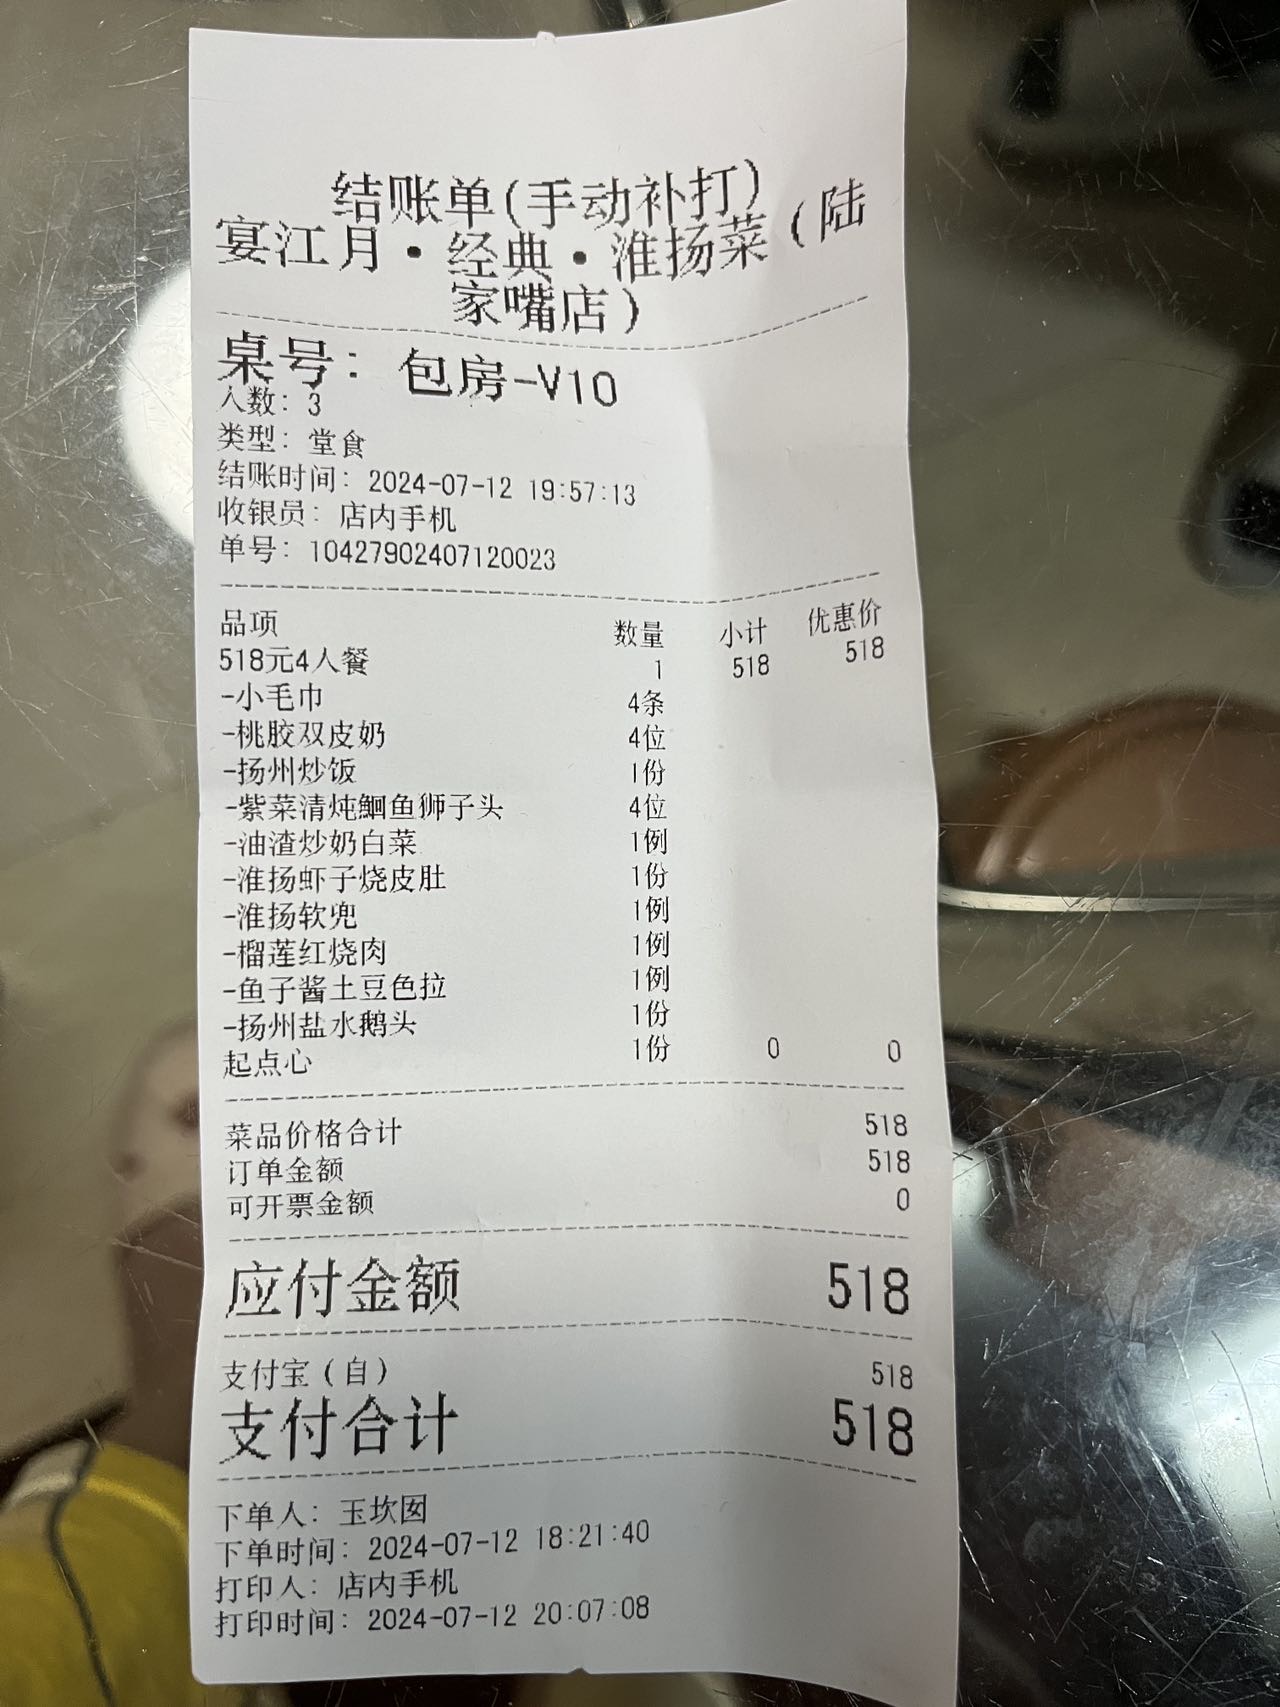 结账单(手动补打)
宴江月·经典·淮扬菜(陆
家嘴店)
桌号: 包房-V10
人数: 3
类型: 堂食
结账时间: 2024-07-12 19:57:13
收银员: 店内手机
单号: 10427902407120023
品项 数量 小计 优惠价
518元4人餐 1 518 518
-小毛巾 4条
-桃胶双皮奶 4位
-扬州炒饭 1份
-紫菜清炖鮰鱼狮子头 4位
-油渣炒奶白菜 1例
-淮扬虾子烧皮肚 1份
-淮扬软兜 1例
-榴莲红烧肉 1例
-鱼子酱土豆色拉 1例
-扬州盐水鹅头 1份
起点心 1份 0 0
菜品价格合计 518
订单金额 518
可开票金额 0
应付金额 518
支付宝(自) 518
支付合计 518
下单人: 玉坎囡
下单时间: 2024-07-12 18:21:40
打印人: 店内手机
打印时间: 2024-07-12 20:07:08